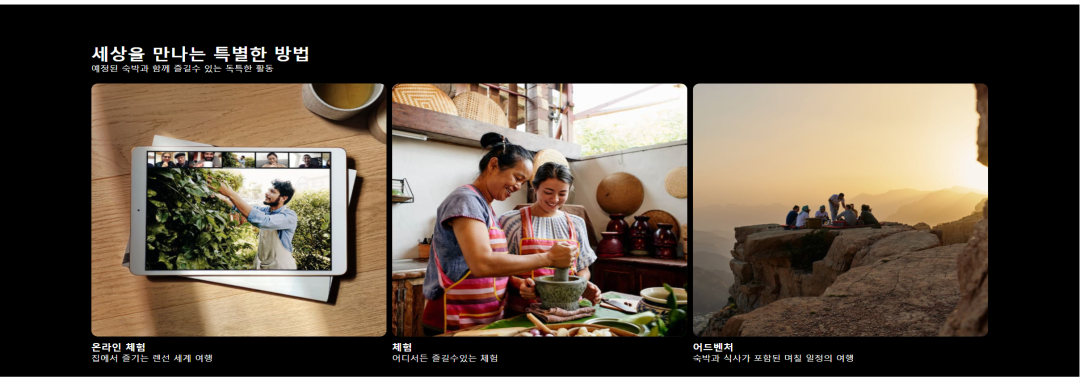 세상을 만나는 특별한 방법
예정된 숙박과 함께 즐길수 있는 독특한 활동
온라인 체험
집에서 즐기는 랜선 세계 여행
체험
어디서든 즐길수있는 체험
어드벤처
숙박과 식사가 포함된 며칠 일정의 여행